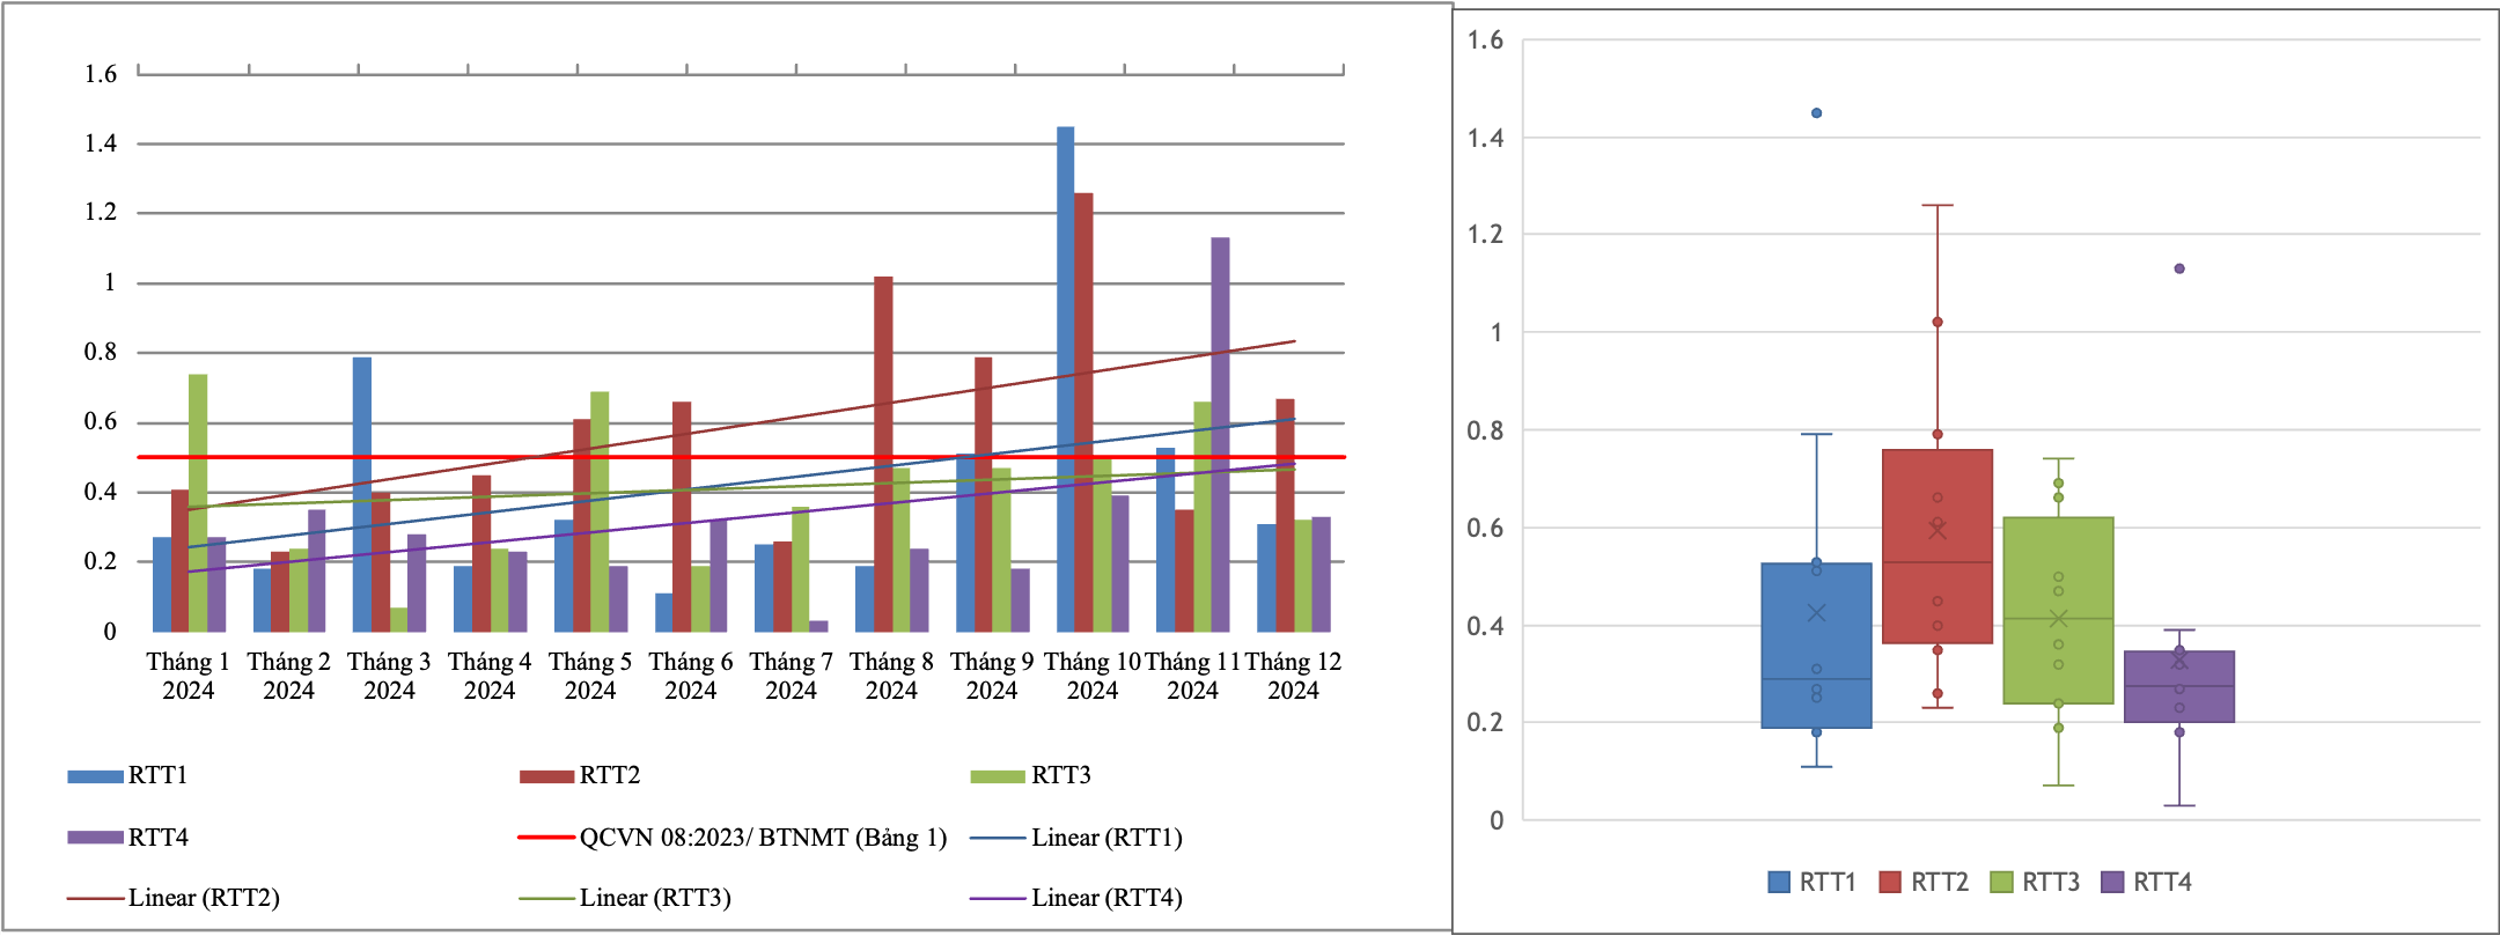 1.6
1.4
1.2
1
0.8
0.6
0.4
0.2
0
Tháng 1 2024
Tháng 2 2024
Tháng 3 2024
Tháng 4 2024
Tháng 5 2024
Tháng 6 2024
Tháng 7 2024
Tháng 8 2024
Tháng 9 2024
Tháng 10 2024
Tháng 11 2024
Tháng 12 2024
RTT1 RTT2 RTT3
RTT4 QCVN 08:2023/ BTNMT (Bảng 1) Linear (RTT1)
Linear (RTT2) Linear (RTT3) Linear (RTT4)
1.6
1.4
1.2
1
0.8
0.6
0.4
0.2
0
RTT1 RTT2 RTT3 RTT4